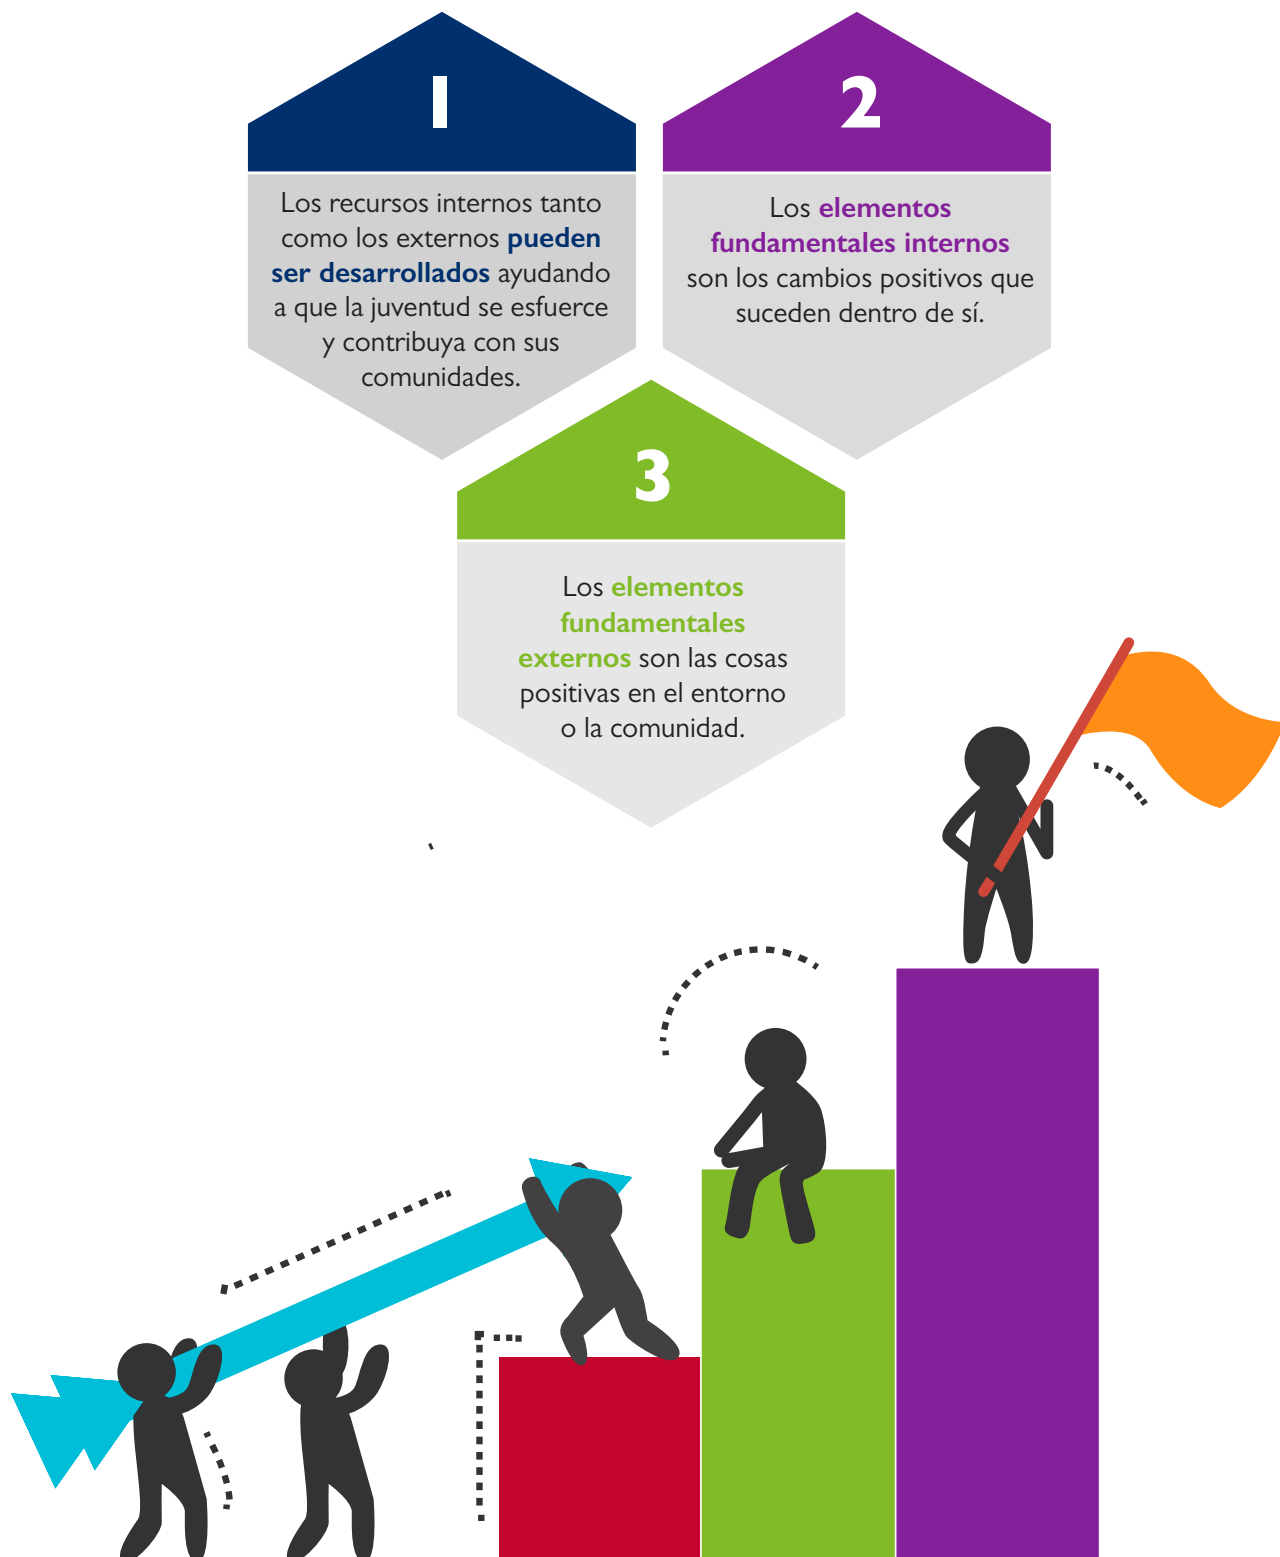 1
Los recursos internos tanto
como los externos pueden
ser desarrollados ayudando
a que la juventud se esfuerce
y contribuya con sus
comunidades.
2
Los elementos
fundamentales internos
son los cambios positivos que
suceden dentro de sí.
3
Los elementos
fundamentales
externos son las cosas
positivas en el entorno
o la comunidad.